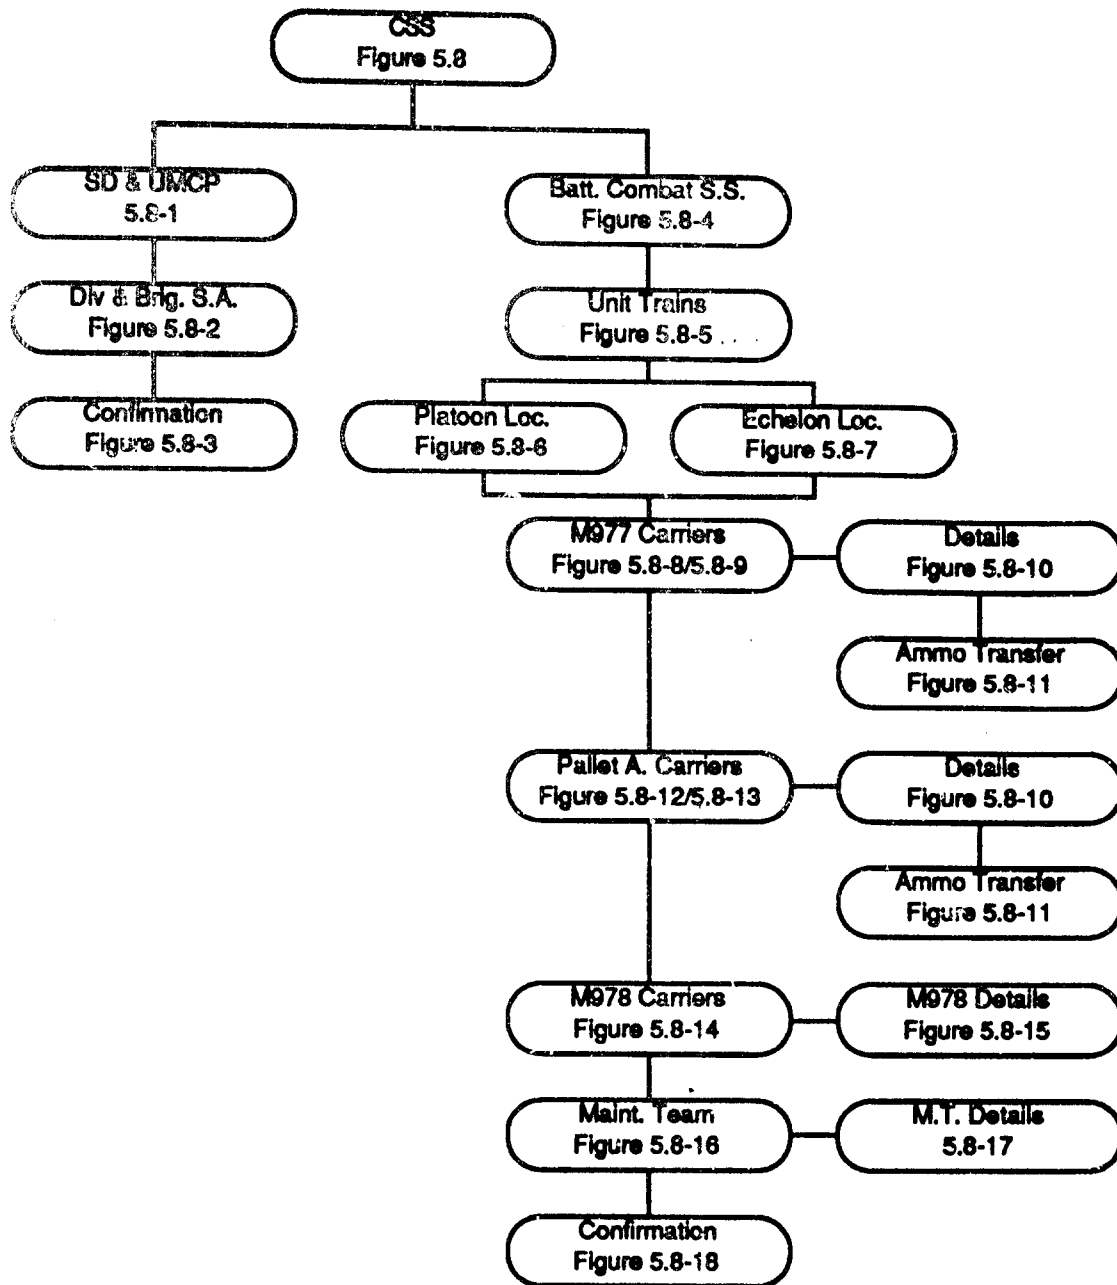 CSS
Figure 5.8
SD & UMCP
5.8-1
Batt. Combat S.S.
Figure 5.8-4
Div & Brig. S.A.
Figure 5.8-2
Unit Trains
Figure 5.8-5
Confirmation
Figure 5.8-3
Platoon Loc.
Figure 5.8-6
Echelon Loc.
Figure 5.8-7
M977 Carriers
Figure 5.8-8/5.8-9
Details
Figure 5.8-10
Ammo Transfer
Figure 5.8-11
Pallet A. Carriers
Figure 5.8-12/5.8-13
Details
Figure 5.8-10
Ammo Transfer
Figure 5.8-11
M978 Carriers
Figure 5.8-14
M978 Details
Figure 5.8-15
Maint. Team
Figure 5.8-16
M.T. Details
5.8-17
Confirmation
Figure 5.8-18